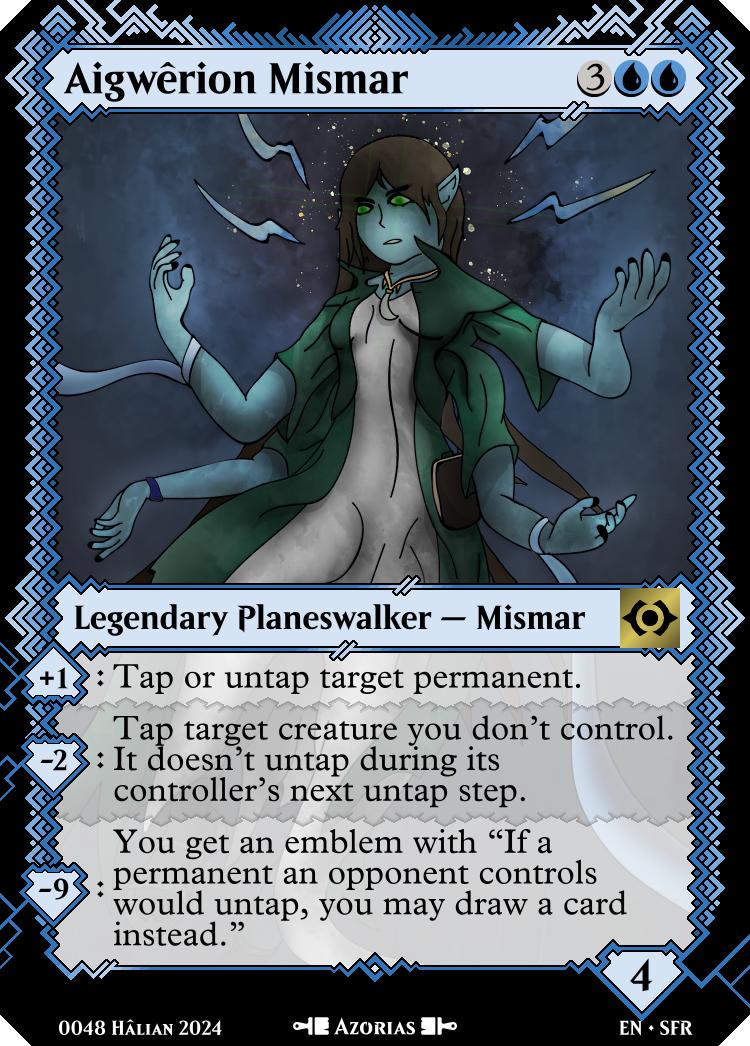 Aigwêrion Mismar 3
Legendary Planeswalker — Mismar
+1 : Tap or untap target permanent.
Tap target creature you don't control.
−2 : It doesn't untap during its
controller's next untap step.
You get an emblem with “If a
−9 : permanent an opponent controls
would untap, you may draw a card
instead.”
4
0048 Hâlian 2024 Azorias EN • SFR